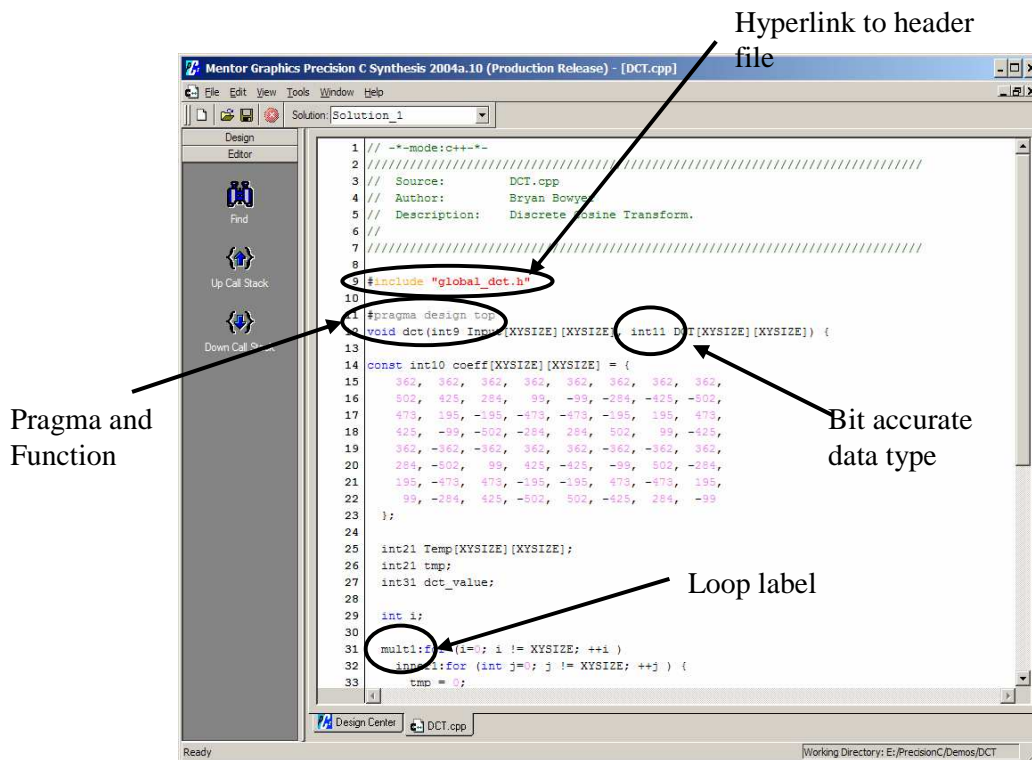 Hyperlink to header
file
Mentor Graphics Precision C Synthesis 2004a.10 (Production Release) - [DCT.cpp]
File Edit View Tools Window Help
Solution: Solution_1
Design
Editor
Find
Up Call Stack
Down Call Stack
1 // -*-mode:c++-*-
2 ///////////////////////////////////////////////////////////////////////////////
3 // Source: DCT.cpp
4 // Author: Bryan Bowyer
5 // Description: Discrete Cosine Transform.
6 //
7 ///////////////////////////////////////////////////////////////////////////////
8
9 #include "global_dct.h"
10
11 #pragma design top
12 void dct(int9 Input[XYSIZE][XYSIZE], int11 DCT[XYSIZE][XYSIZE]) {
13
14 const int10 coeff[XYSIZE][XYSIZE] = {
15 362, 362, 362, 362, 362, 362, 362, 362,
16 502, 425, 284, 99, -99, -284, -425, -502,
17 473, 195, -195, -473, -473, -195, 195, 473,
18 425, -99, -502, -284, 284, 502, 99, -425,
19 362, -362, -362, 362, 362, -362, -362, 362,
20 284, -502, 99, 425, -425, -99, 502, -284,
21 195, -473, 473, -195, -195, 473, -473, 195,
22 99, -284, 425, -502, 502, -425, 284, -99
23 };
24
25 int21 Temp[XYSIZE][XYSIZE];
26 int21 tmp;
27 int31 dct_value;
28
29 int i;
30
31 mult1:for (i=0; i != XYSIZE; ++i )
32 inner1:for (int j=0; j != XYSIZE; ++j ) {
33 tmp = 0;
Pragma and
Function
Bit accurate
data type
Loop label
Design Center
DCT.cpp
Ready
Working Directory: E:/PrecisionC/Demos/DCT